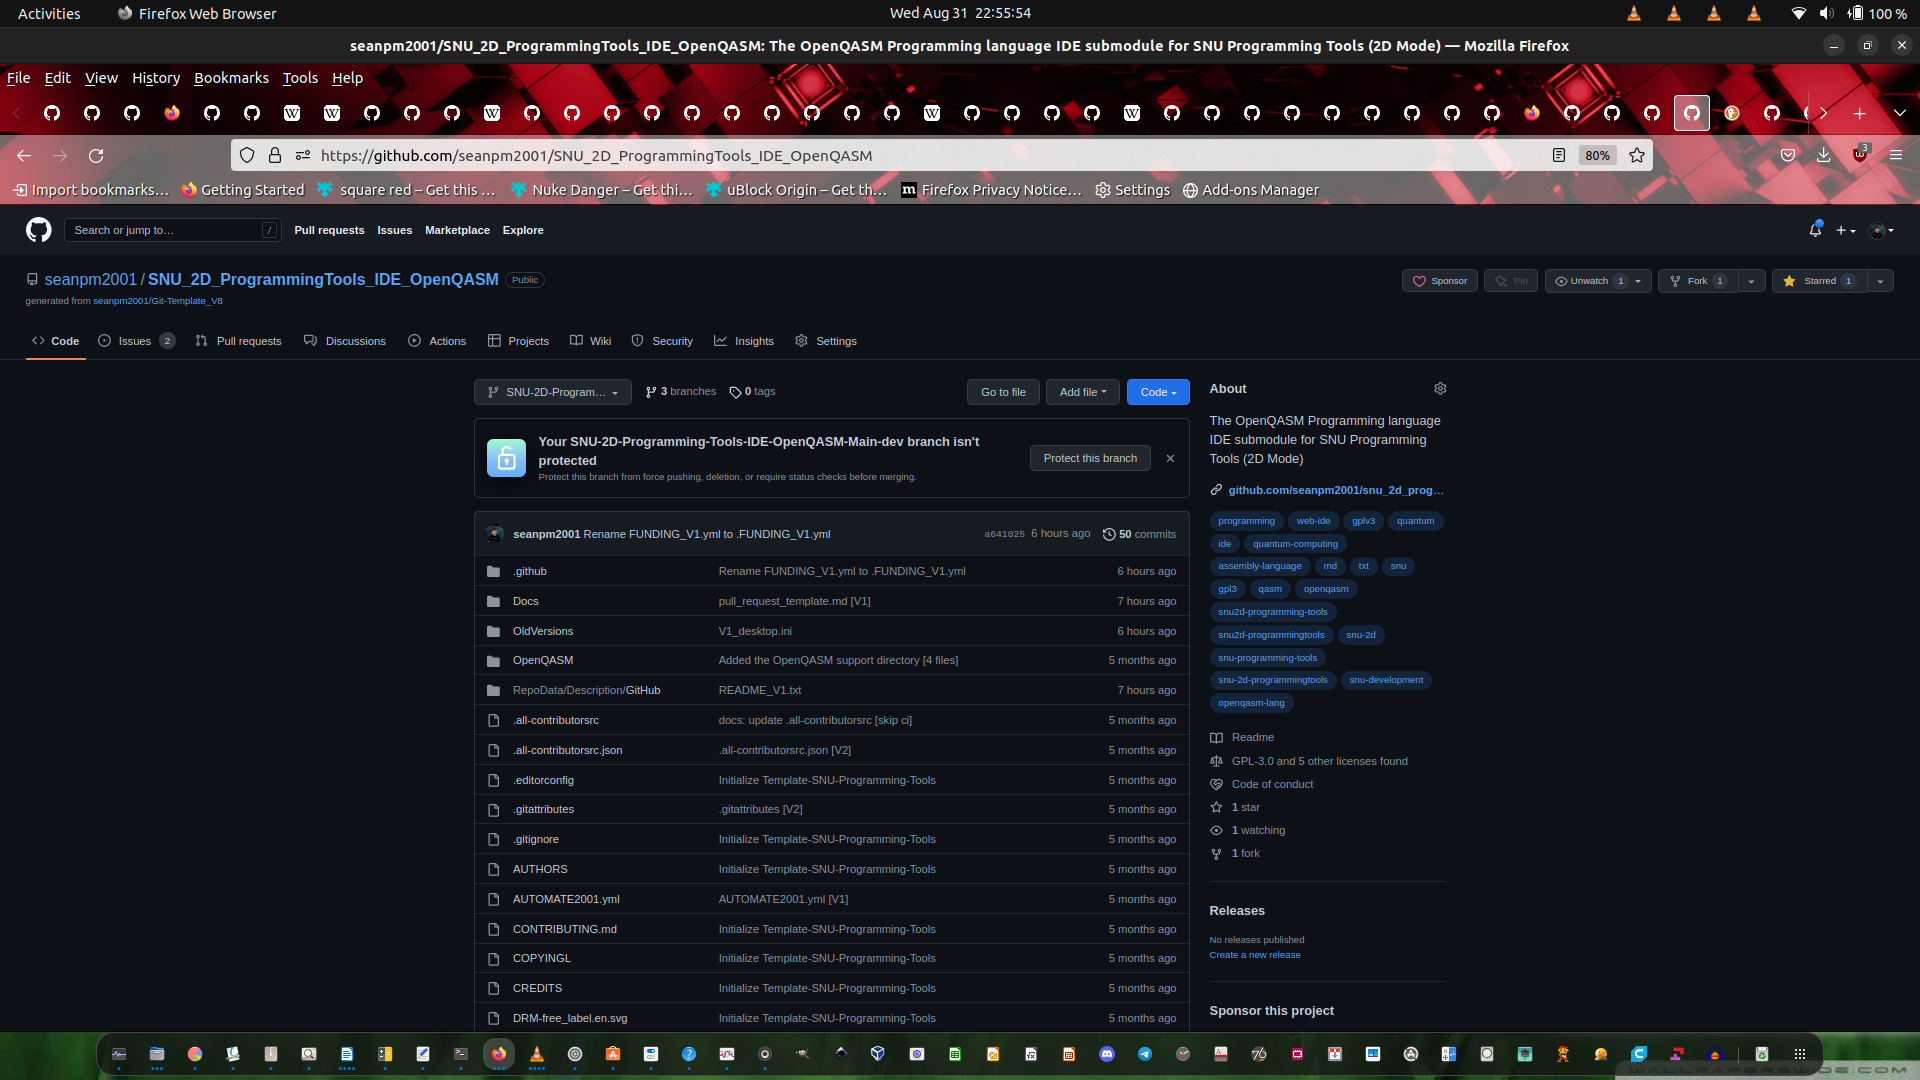 Activities
Firefox Web Browser
Wed Aug 31 22:55:54
100 %
seanpm2001/SNU_2D_ProgrammingTools_IDE_OpenQASM: The OpenQASM Programming language IDE submodule for SNU Programming Tools (2D Mode) — Mozilla Firefox
File Edit View History Bookmarks Tools Help
https://github.com/seanpm2001/SNU_2D_ProgrammingTools_IDE_OpenQASM
80%
3
Import bookmarks… Getting Started square red – Get this … Nuke Danger – Get thi… uBlock Origin – Get th… Firefox Privacy Notice… Settings Add-ons Manager
Search or jump to… /
Pull requests Issues Marketplace Explore
seanpm2001 / SNU_2D_ProgrammingTools_IDE_OpenQASM Public
generated from seanpm2001/Git-Template_V8
Sponsor Pin Unwatch 1 Fork 1 Starred 1
Code Issues 2 Pull requests Discussions Actions Projects Wiki Security Insights Settings
SNU-2D-Program… 3 branches 0 tags Go to file Add file Code
Your SNU-2D-Programming-Tools-IDE-OpenQASM-Main-dev branch isn't
protected
Protect this branch from force pushing, deletion, or require status checks before merging.
Protect this branch
seanpm2001 Rename FUNDING_V1.yml to .FUNDING_V1.yml a641025 6 hours ago 50 commits
.github Rename FUNDING_V1.yml to .FUNDING_V1.yml 6 hours ago
Docs pull_request_template.md [V1] 7 hours ago
OldVersions V1_desktop.ini 6 hours ago
OpenQASM Added the OpenQASM support directory [4 files] 5 months ago
RepoData/Description/GitHub README_V1.txt 7 hours ago
.all-contributorsrc docs: update .all-contributorsrc [skip ci] 5 months ago
.all-contributorsrc.json .all-contributorsrc.json [V2] 5 months ago
.editorconfig Initialize Template-SNU-Programming-Tools 5 months ago
.gitattributes .gitattributes [V2] 5 months ago
.gitignore Initialize Template-SNU-Programming-Tools 5 months ago
AUTHORS Initialize Template-SNU-Programming-Tools 5 months ago
AUTOMATE2001.yml AUTOMATE2001.yml [V1] 5 months ago
CONTRIBUTING.md Initialize Template-SNU-Programming-Tools 5 months ago
COPYINGL Initialize Template-SNU-Programming-Tools 5 months ago
CREDITS Initialize Template-SNU-Programming-Tools 5 months ago
DRM-free_label.en.svg Initialize Template-SNU-Programming-Tools 5 months ago
About
The OpenQASM Programming language
IDE submodule for SNU Programming
Tools (2D Mode)
github.com/seanpm2001/snu_2d_prog…
programming web-ide gplv3 quantum
ide quantum-computing
assembly-language md txt snu
gpl3 qasm openqasm
snu2d-programming-tools
snu2d-programmingtools snu-2d
snu-programming-tools
snu-2d-programmingtools snu-development
openqasm-lang
Readme
GPL-3.0 and 5 other licenses found
Code of conduct
1 star
1 watching
1 fork
Releases
No releases published
Create a new release
Sponsor this project
WALLPAPERSWIDE.COM